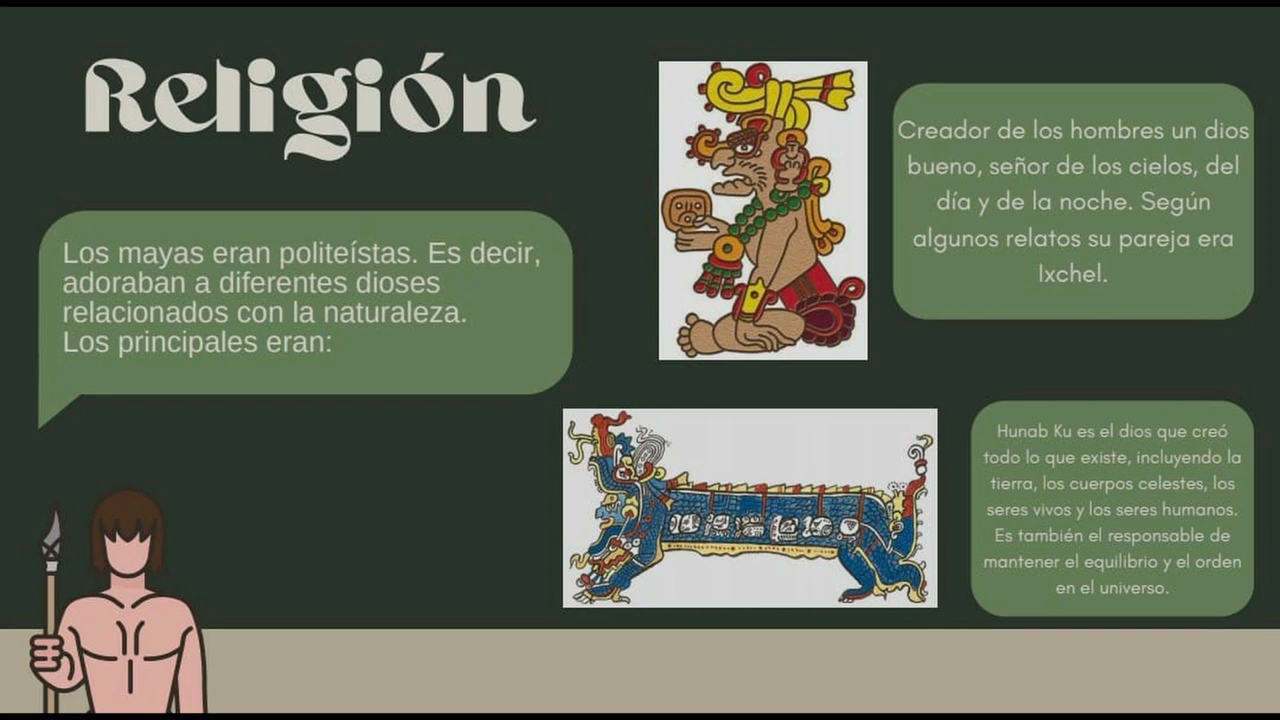 Religión
Los mayas eran politeístas. Es decir,
adoraban a diferentes dioses
relacionados con la naturaleza.
Los principales eran:
Creador de los hombres un dios
bueno, señor de los cielos, del
día y de la noche. Según
algunos relatos su pareja era
Ixchel.
Hunab Ku es el dios que creó
todo lo que existe, incluyendo la
tierra, los cuerpos celestes, los
seres vivos y los seres humanos.
Es también el responsable de
mantener el equilibrio y el orden
en el universo.